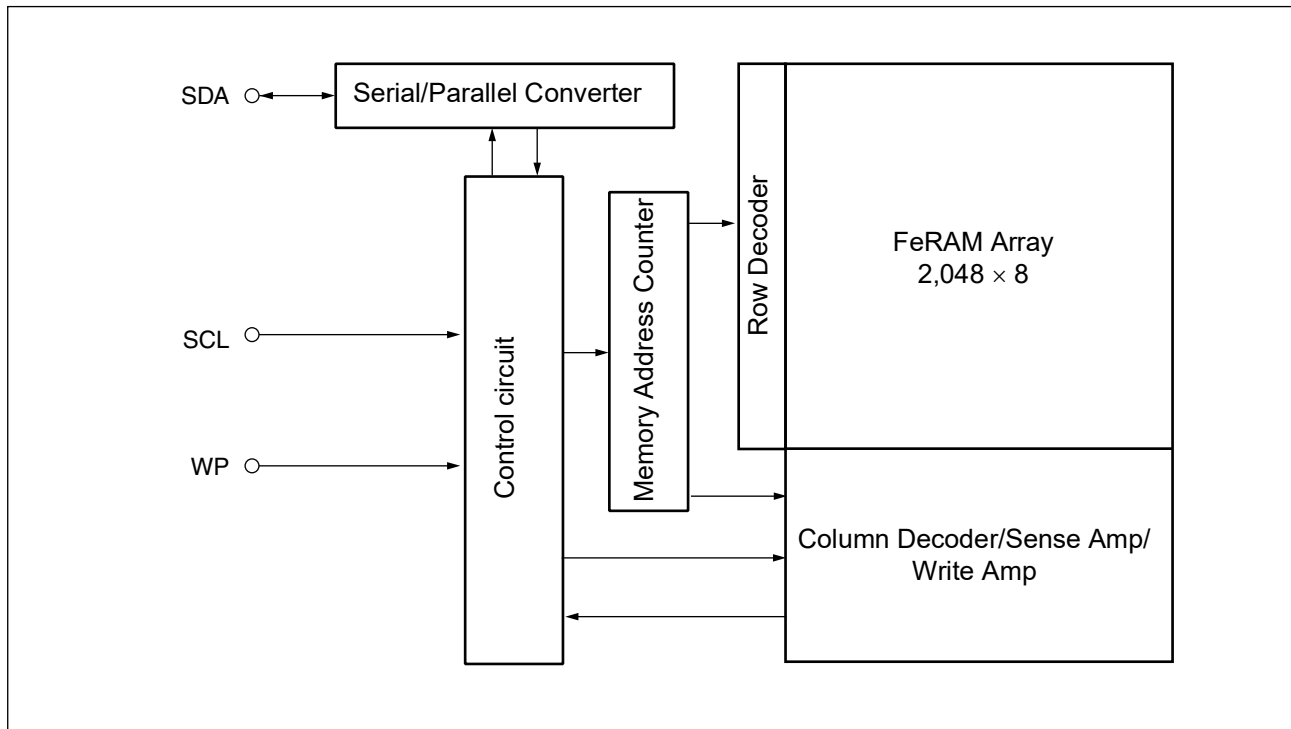 SDA
Serial/Parallel Converter
SCL
WP
Control circuit
Memory Address Counter
Row Decoder
FeRAM Array
2,048 × 8
Column Decoder/Sense Amp/
Write Amp